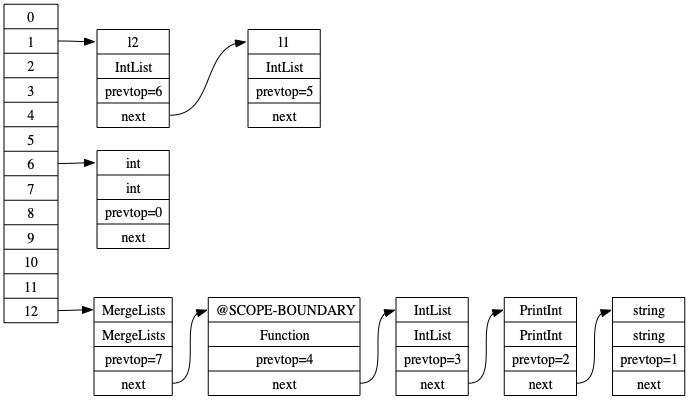 0
1
2
3
4
5
6
7
8
9
10
11
12
l2
IntList
prevtop=6
next
l1
IntList
prevtop=5
next
int
int
prevtop=0
next
MergeLists
MergeLists
prevtop=7
next
@SCOPE-BOUNDARY
Function
prevtop=4
next
IntList
IntList
prevtop=3
next
PrintInt
PrintInt
prevtop=2
next
string
string
prevtop=1
next